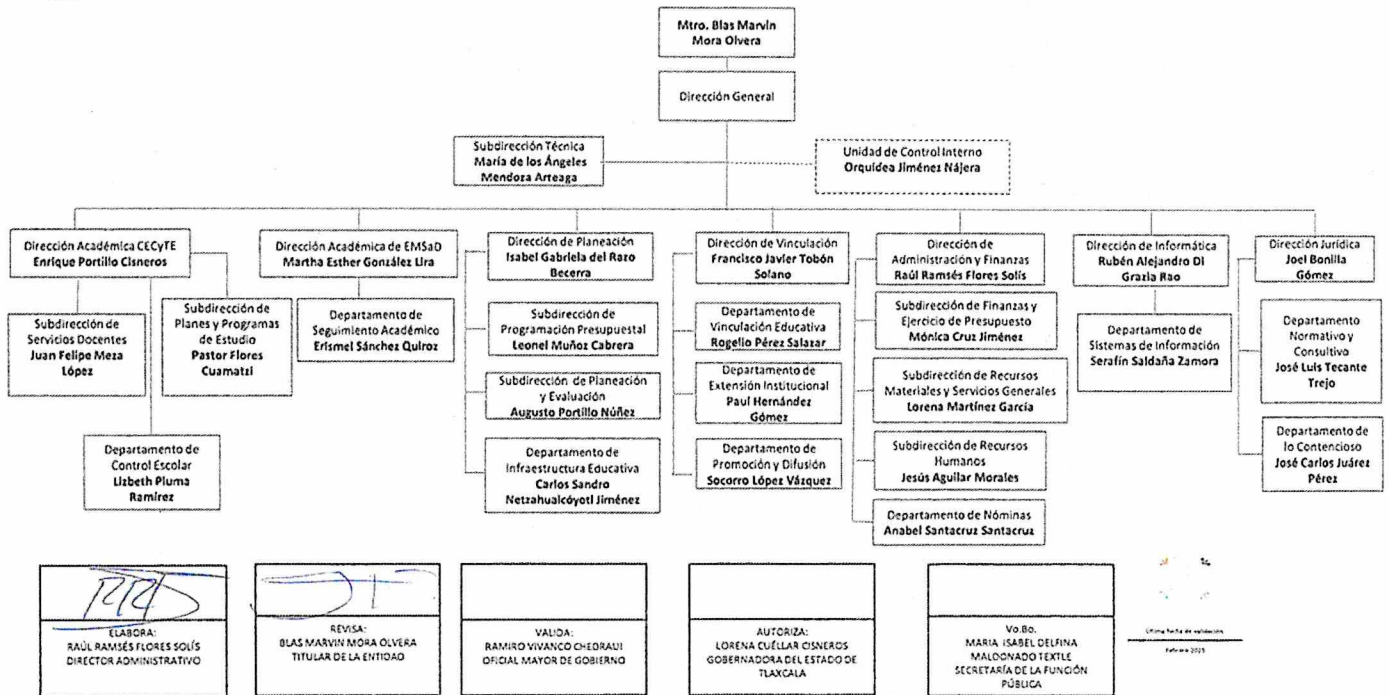 Mtro. Blas Marvin
Mora Olvera
Dirección General
Subdirección Técnica
María de los Ángeles
Mendoza Arteaga
Unidad de Control Interno
Orquidea Jiménez Nájera
Dirección Académica CECyTE
Enrique Portillo Cisneros
Subdirección de
Servicios Docentes
Juan Felipe Meza
López
Subdirección de
Planes y Programas
de Estudio
Pastor Flores
Cuamatzi
Departamento de
Control Escolar
Lizbeth Pluma
Ramírez
Dirección Académica de EMSaD
Martha Esther González Lira
Departamento de
Seguimiento Académico
Erismel Sánchez Quiroz
Dirección de Planeación
Isabel Gabriela del Razo
Becerra
Subdirección de
Programación Presupuestal
Leonel Muñoz Cabrera
Subdirección de Planeación
y Evaluación
Augusto Portillo Núñez
Departamento de
Infraestructura Educativa
Carlos Sandro
Netzahualcóyotl Jiménez
Dirección de Vinculación
Francisco Javier Tobón
Solano
Departamento de
Vinculación Educativa
Rogelio Pérez Salazar
Departamento de
Extensión Institucional
Paul Hernández
Gómez
Departamento de
Promoción y Difusión
Socorro López Vázquez
Dirección de
Administración y Finanzas
Raúl Ramsés Flores Solís
Subdirección de Finanzas y
Ejercicio de Presupuesto
Mónica Cruz Jiménez
Subdirección de Recursos
Materiales y Servicios Generales
Lorena Martínez García
Subdirección de Recursos
Humanos
Jesús Aguilar Morales
Departamento de Nóminas
Anabel Santacruz Santacruz
Dirección de Informática
Rubén Alejandro Di
Grazia Rao
Departamento de
Sistemas de Información
Serafín Saldaña Zamora
Dirección Jurídica
Joel Bonilla
Gómez
Departamento
Normativo y
Consultivo
José Luis Tecante
Trejo
Departamento de
lo Contencioso
José Carlos Juárez
Pérez
ELABORA:
RAÚL RAMSÉS FLORES SOLÍS
DIRECTOR ADMINISTRATIVO
REVISA:
BLAS MARVIN MORA OLVERA
TITULAR DE LA ENTIDAD
VALIDA:
RAMIRO VIVANCO CHEDRAUI
OFICIAL MAYOR DE GOBIERNO
AUTORIZA:
LORENA CUÉLLAR CISNEROS
GOBERNADORA DEL ESTADO DE
TLAXCALA
Vo.Bo.
MARIA ISABEL DELFINA
MALDONADO TEXTLE
SECRETARÍA DE LA FUNCIÓN
PÚBLICA
Última fecha de validación
Febrero 2025